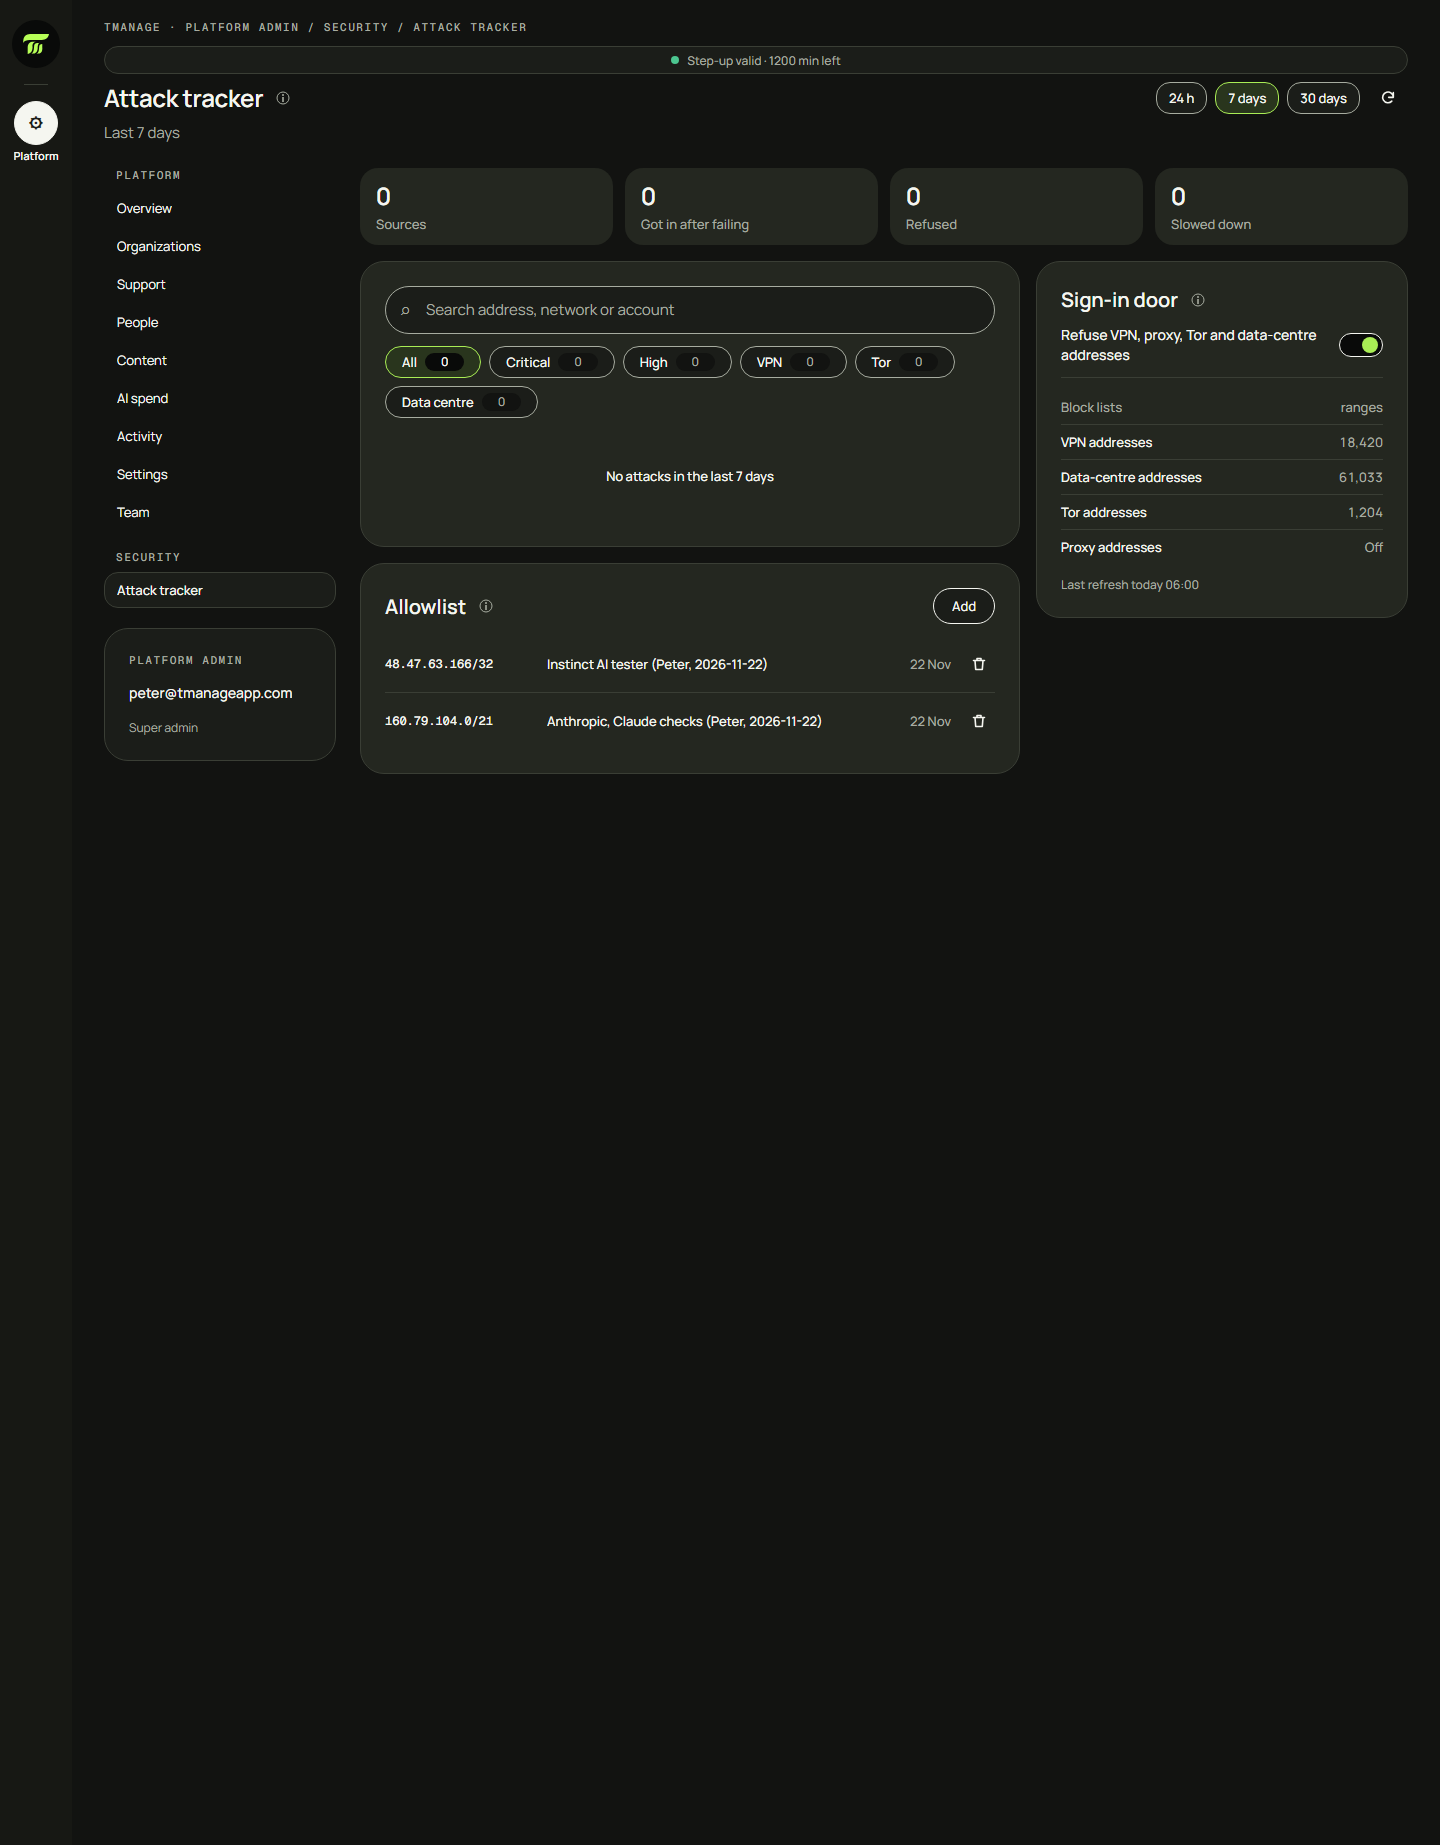 TMANAGE · PLATFORM ADMIN / SECURITY / ATTACK TRACKER
Step-up valid · 1200 min left
Attack tracker
24 h
7 days
30 days
Last 7 days
Platform
PLATFORM
Overview
Organizations
Support
People
Content
AI spend
Activity
Settings
Team
SECURITY
Attack tracker
PLATFORM ADMIN
peter@tmanageapp.com
Super admin
0
Sources
0
Got in after failing
0
Refused
0
Slowed down
Search address, network or account
All 0
Critical 0
High 0
VPN 0
Tor 0
Data centre 0
No attacks in the last 7 days
Allowlist
Add
48.47.63.166/32 Instinct AI tester (Peter, 2026-11-22) 22 Nov
160.79.104.0/21 Anthropic, Claude checks (Peter, 2026-11-22) 22 Nov
Sign-in door
Refuse VPN, proxy, Tor and data-centre
addresses
Block lists ranges
VPN addresses 18,420
Data-centre addresses 61,033
Tor addresses 1,204
Proxy addresses Off
Last refresh today 06:00